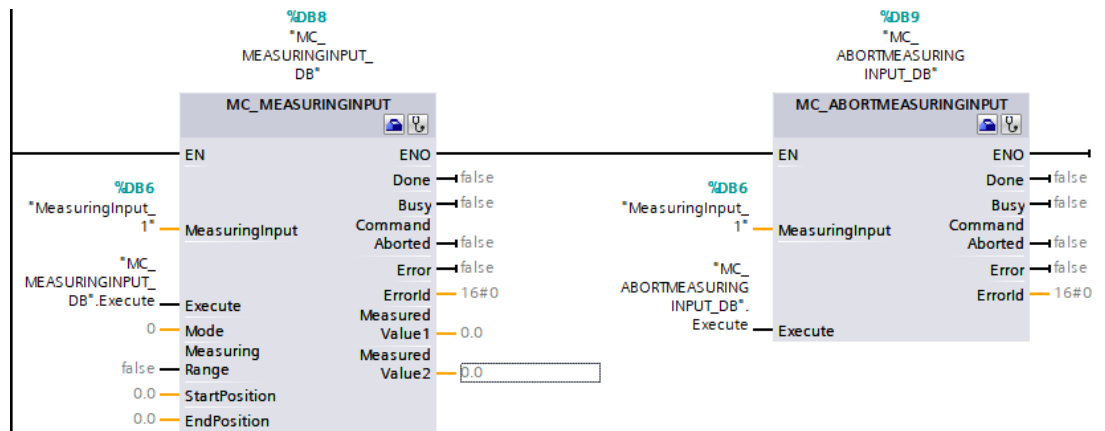 %DB8
"MC_
MEASURINGINPUT_
DB"
MC_MEASURINGINPUT
EN
ENO
Done
false
Busy
false
Command
Aborted
false
Error
false
ErrorId
16#0
Measured
Value1
0.0
Measured
Value2
0.0
%DB6
"MeasuringInput_
1"
MeasuringInput
"MC_
MEASURINGINPUT_
DB".Execute
Execute
0
Mode
Measuring
false
Range
0.0
StartPosition
0.0
EndPosition
%DB9
"MC_
ABORTMEASURING
INPUT_DB"
MC_ABORTMEASURINGINPUT
EN
ENO
Done
false
Busy
false
Command
Aborted
false
Error
false
ErrorId
16#0
%DB6
"MeasuringInput_
1"
MeasuringInput
"MC_
ABORTMEASURING
INPUT_DB".
Execute
Execute